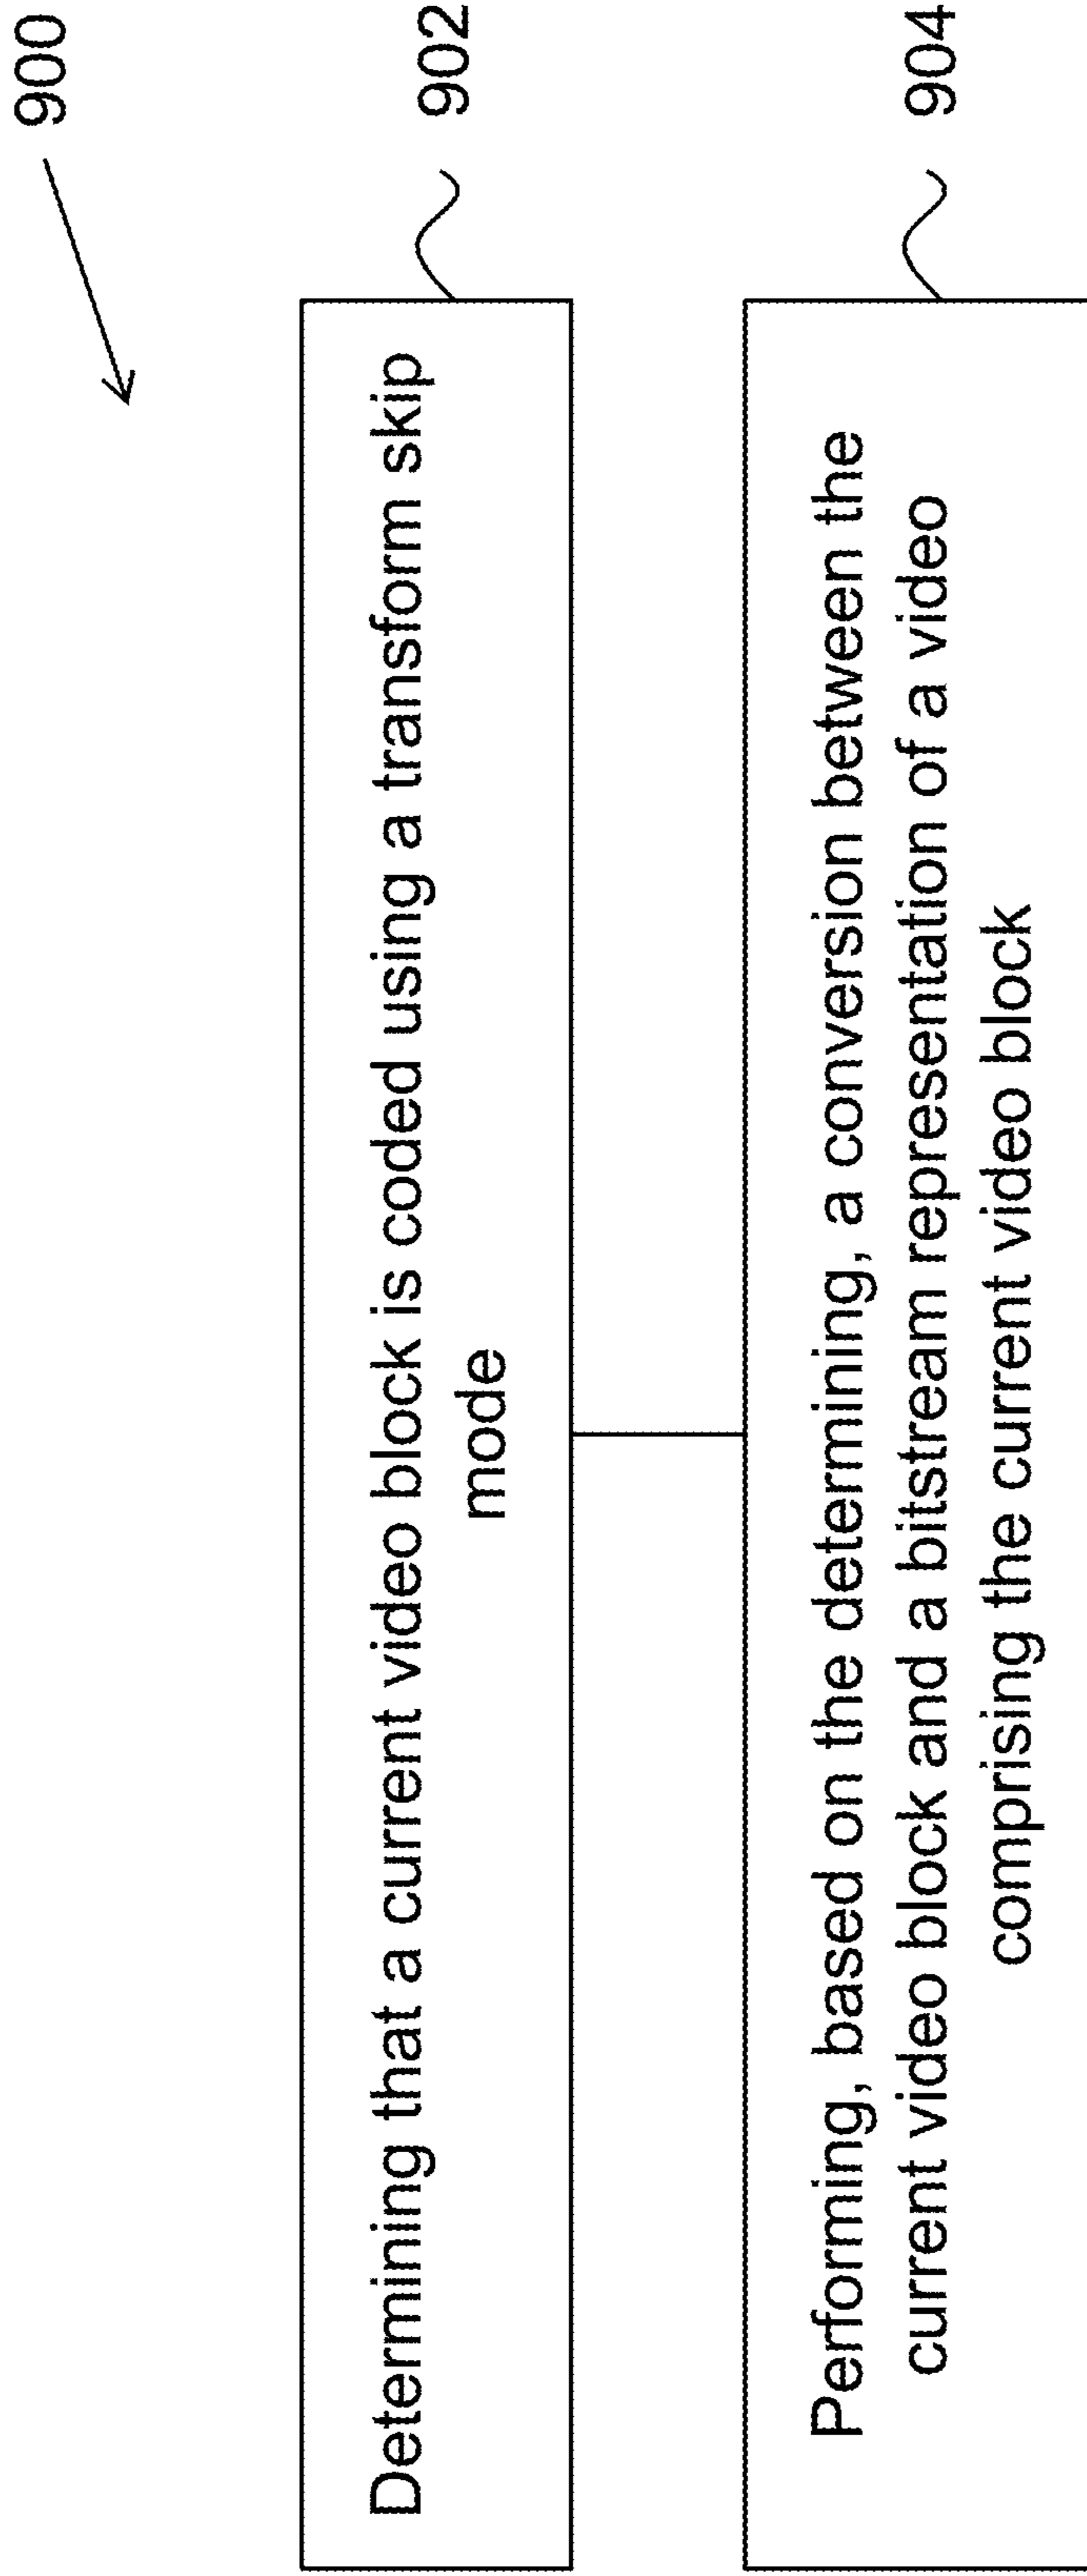 900
Determining that a current video block is coded using a transform skip
mode
902
Performing, based on the determining, a conversion between the
current video block and a bitstream representation of a video
comprising the current video block
904